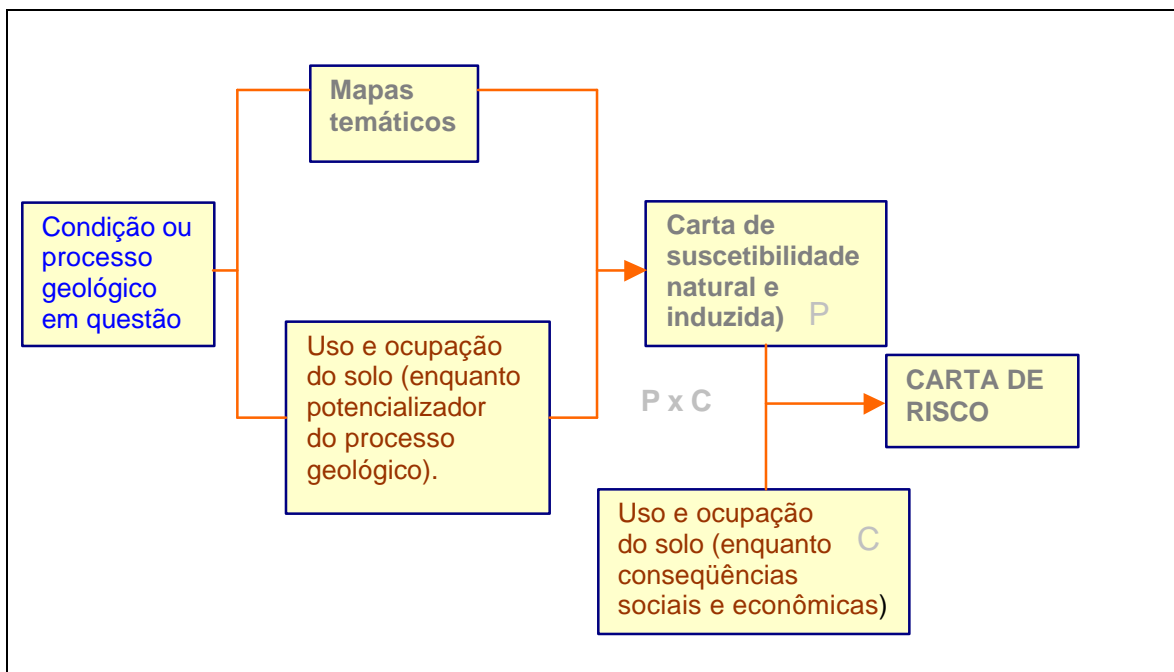 Mapas
temáticos
Condição ou
processo
geológico
em questão
Uso e ocupação
do solo (enquanto
potencializador
do processo
geológico).
Carta de
suscetibilidade
natural e
induzida) P
P x C
CARTA DE
RISCO
Uso e ocupação
do solo (enquanto C
conseqüências
sociais e econômicas)